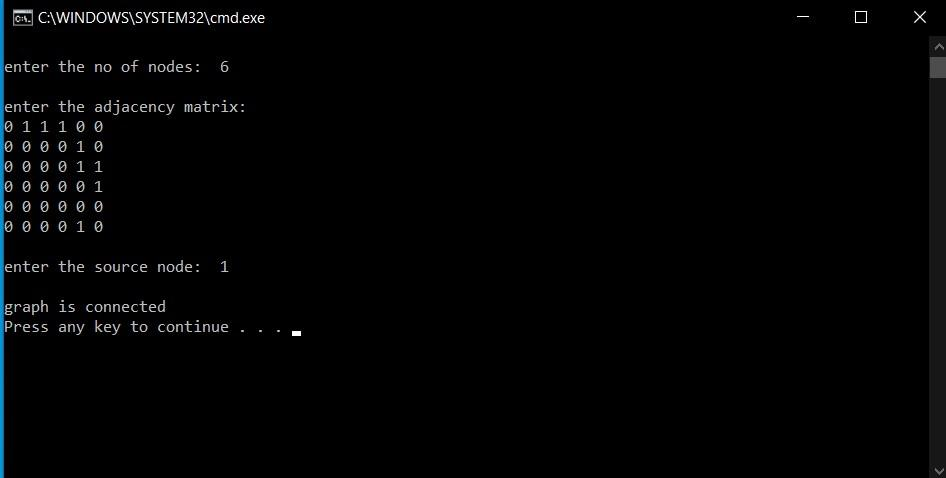 C:\WINDOWS\SYSTEM32\cmd.exe
enter the no of nodes:  6
enter the adjacency matrix:
0 1 1 1 0 0
0 0 0 0 1 0
0 0 0 0 1 1
0 0 0 0 0 1
0 0 0 0 0 0
0 0 0 0 1 0
enter the source node:  1
graph is connected
Press any key to continue . . .